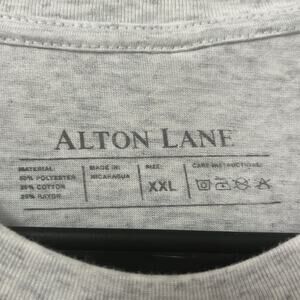 ALTON LANE
MATERIAL:
50% POLYESTER
25% COTTON
25% RAYON
MADE IN:
NICARAGUA
SIZE:
XXL
CARE INSTRUCTIONS: